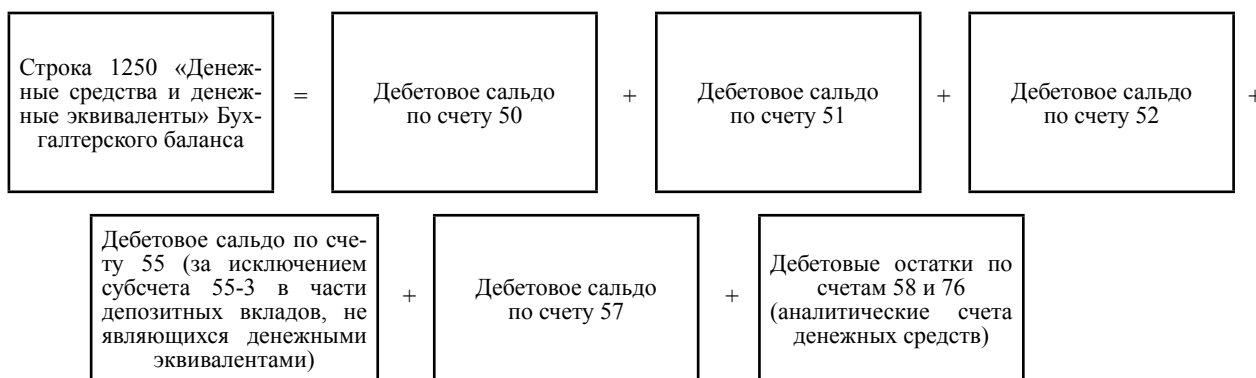 Строка 1250 «Денеж-
ные средства и денеж-
ные эквиваленты» Бух-
галтерского баланса
=
Дебетовое сальдо
по счету 50
+
Дебетовое сальдо
по счету 51
+
Дебетовое сальдо
по счету 52
+
Дебетовое сальдо по сче-
ту 55 (за исключением
субсчета 55-3 в части
депозитных вкладов, не
являющихся денежными
эквивалентами)
+
Дебетовое сальдо
по счету 57
+
Дебетовые остатки по
счетам 58 и 76
(аналитические счета
денежных средств)